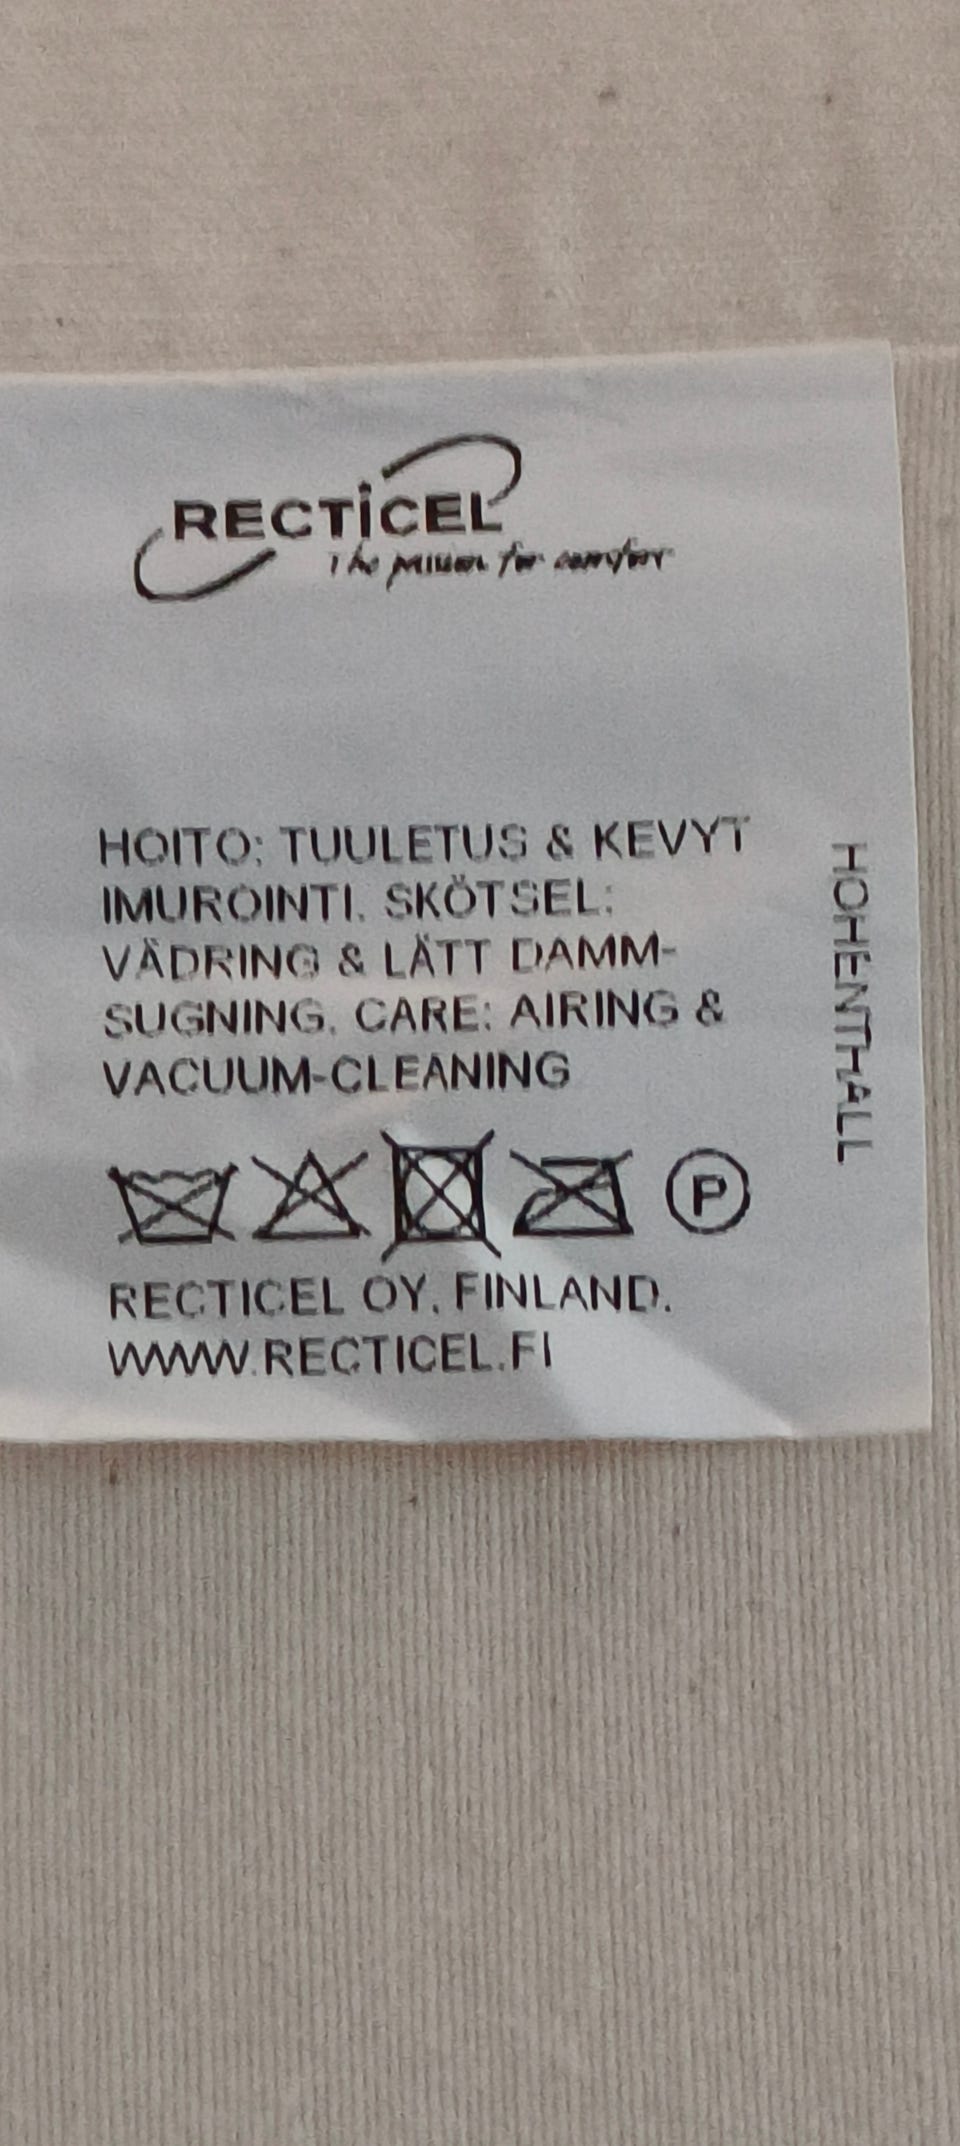 RECTICEL
The passion for comfort
HOITO: TUULETUS & KEVYT
IMUROINTI. SKÖTSEL:
VÄDRING & LÄTT DAMM-
SUGNING. CARE: AIRING &
VACUUM-CLEANING
P
RECTICEL OY, FINLAND.
WWW.RECTICEL.FI
HOHENTHALL